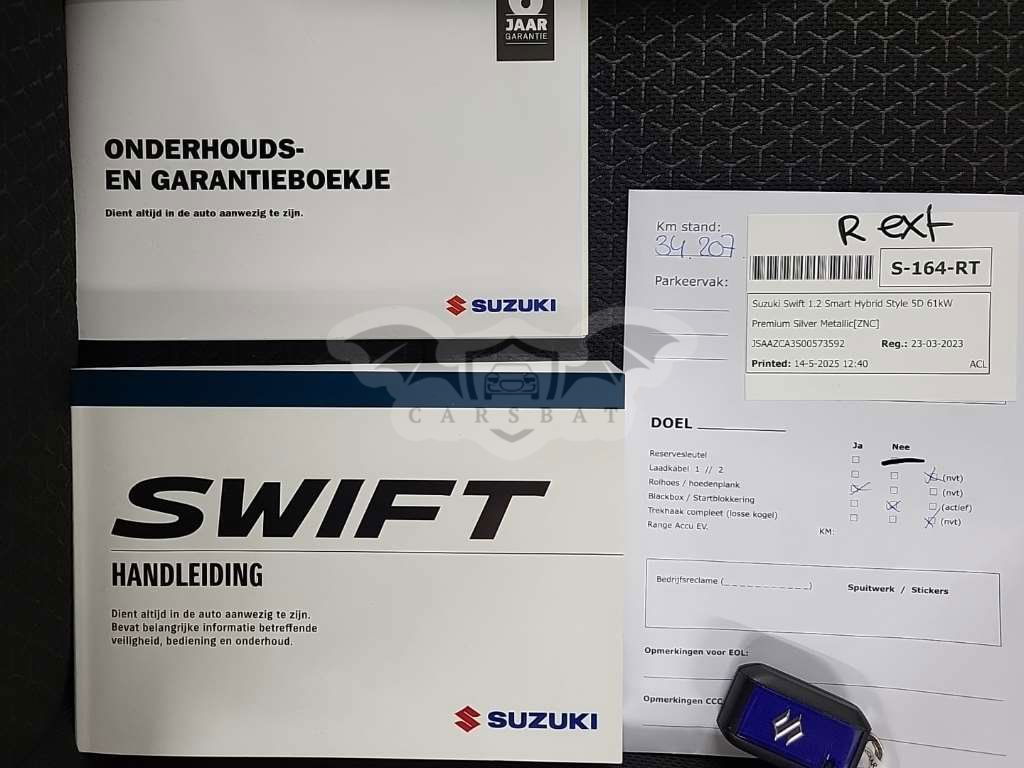 6
JAAR
GARANTIE
ONDERHOUDS-
EN GARANTIEBOEKJE
Dient altijd in de auto aanwezig te zijn.
SUZUKI
SWIFT
HANDLEIDING
Dient altijd in de auto aanwezig te zijn.
Bevat belangrijke informatie betreffende
veiligheid, bediening en onderhoud.
SUZUKI
CARSBAT
Km stand:
34.207
Parkeervak:
R ext
S-164-RT
Suzuki Swift 1.2 Smart Hybrid Style 5D 61kW
Premium Silver Metallic[ZNC]
JSAAZCA3S00573592 Reg.: 23-03-2023
Printed: 14-5-2025 12:40 ACL
DOEL
Ja Nee
Reservesleutel
Laadkabel 1 // 2 (nvt)
Rolhoes / hoedenplank (nvt)
Blackbox / Startblokkering (actief)
Trekhaak compleet (losse kogel) (nvt)
Range Accu EV. KM:
Bedrijfsreclame (_ _ _ _ _ _ _ _ _ _ _) Spuitwerk / Stickers
Opmerkingen voor EOL:
Opmerkingen CCC